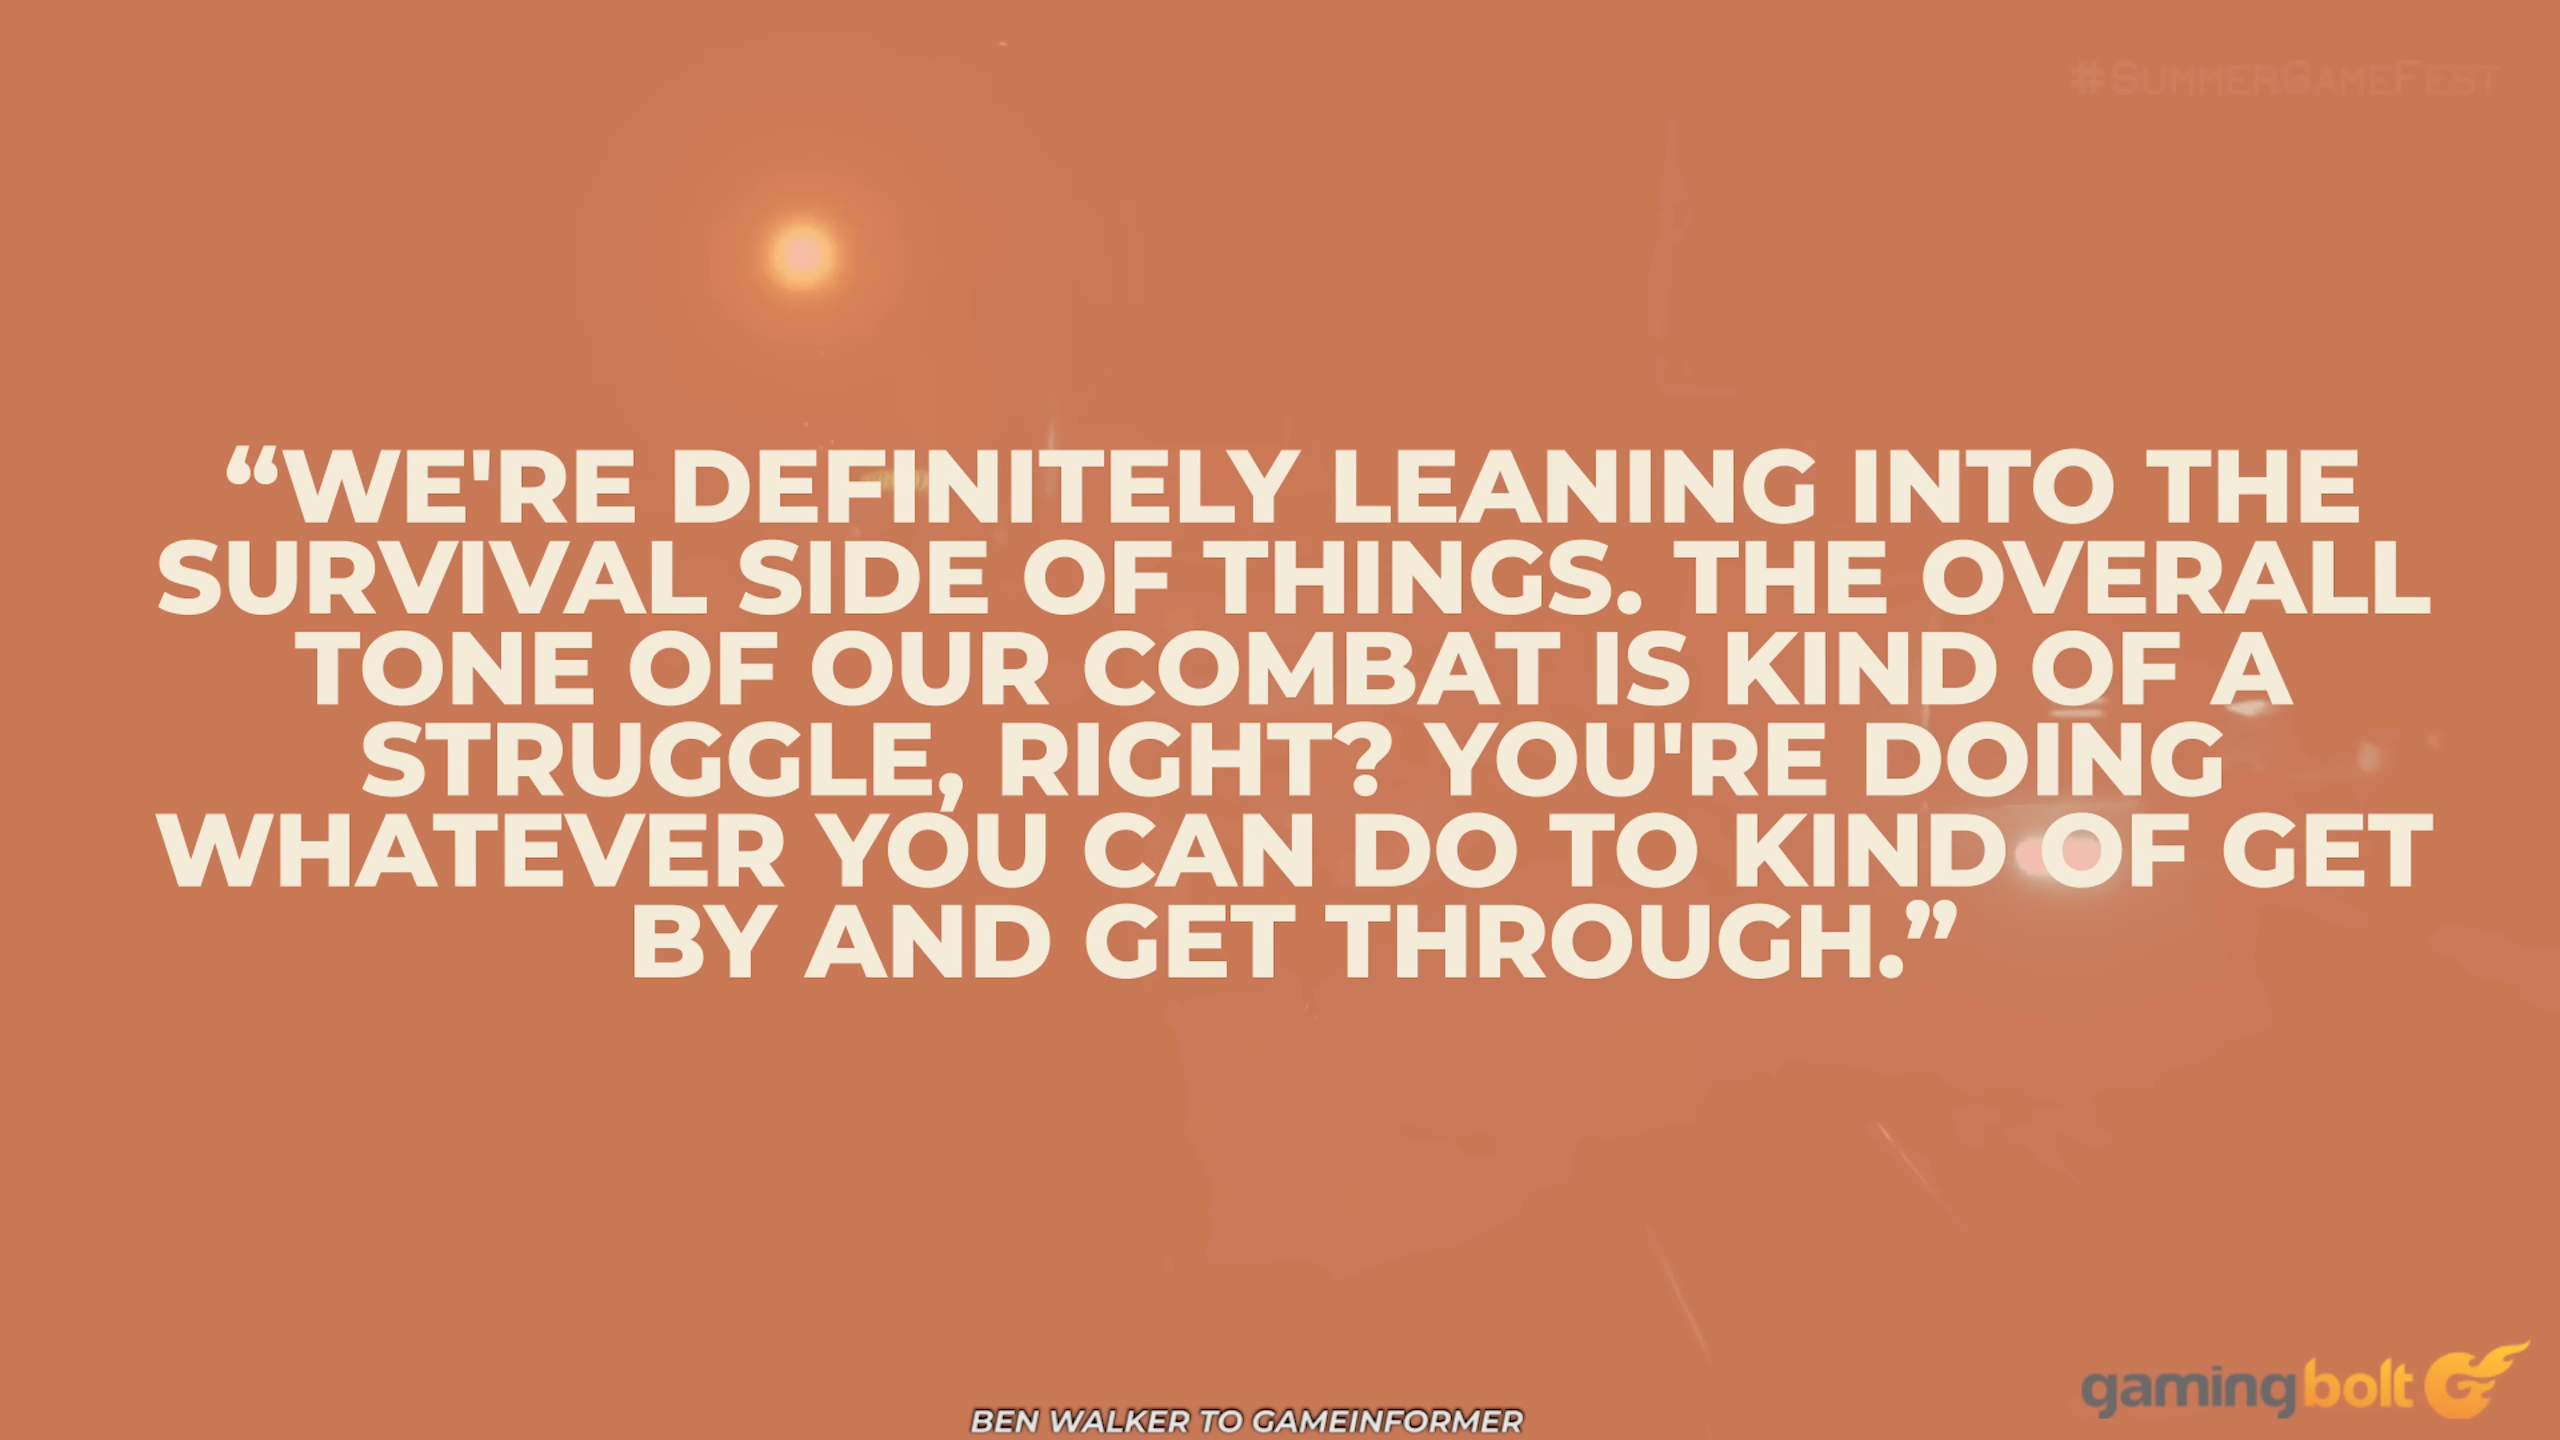 #SUMMERGAMEFEST
“WE'RE DEFINITELY LEANING INTO THE
SURVIVAL SIDE OF THINGS. THE OVERALL
TONE OF OUR COMBAT IS KIND OF A
STRUGGLE, RIGHT? YOU'RE DOING
WHATEVER YOU CAN DO TO KIND OF GET
BY AND GET THROUGH.”
gamingbolt
BEN WALKER TO GAMEINFORMER